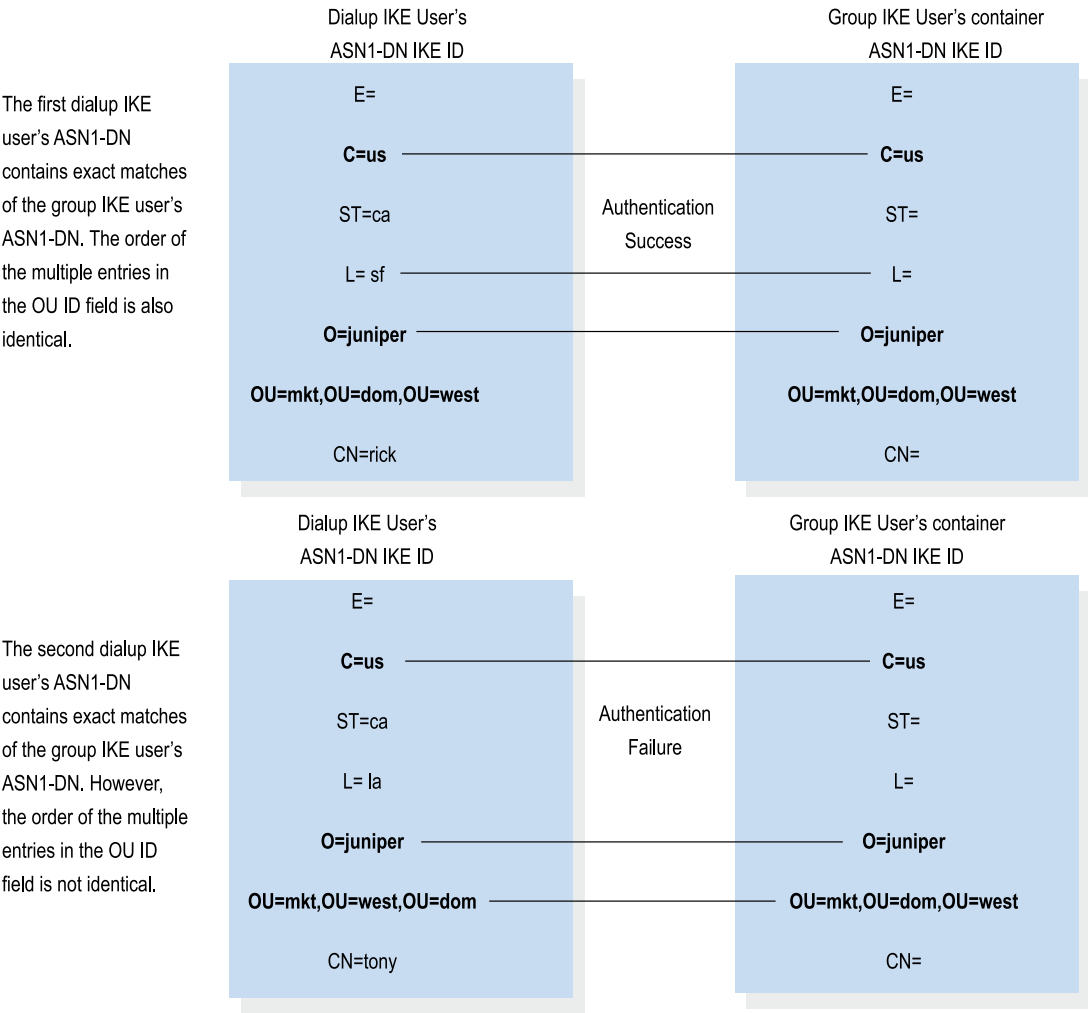 Dialup IKE User's
ASN1-DN IKE ID
Group IKE User's container
ASN1-DN IKE ID
The first dialup IKE
user's ASN1-DN
contains exact matches
of the group IKE user's
ASN1-DN. The order of
the multiple entries in
the OU ID field is also
identical.
E=
C=us
ST=ca
L= sf
O=juniper
OU=mkt,OU=dom,OU=west
CN=rick
Authentication
Success
E=
C=us
ST=
L=
O=juniper
OU=mkt,OU=dom,OU=west
CN=
Dialup IKE User's
ASN1-DN IKE ID
Group IKE User's container
ASN1-DN IKE ID
The second dialup IKE
user's ASN1-DN
contains exact matches
of the group IKE user's
ASN1-DN. However,
the order of the multiple
entries in the OU ID
field is not identical.
E=
C=us
ST=ca
L= la
O=juniper
OU=mkt,OU=west,OU=dom
CN=tony
Authentication
Failure
E=
C=us
ST=
L=
O=juniper
OU=mkt,OU=dom,OU=west
CN=